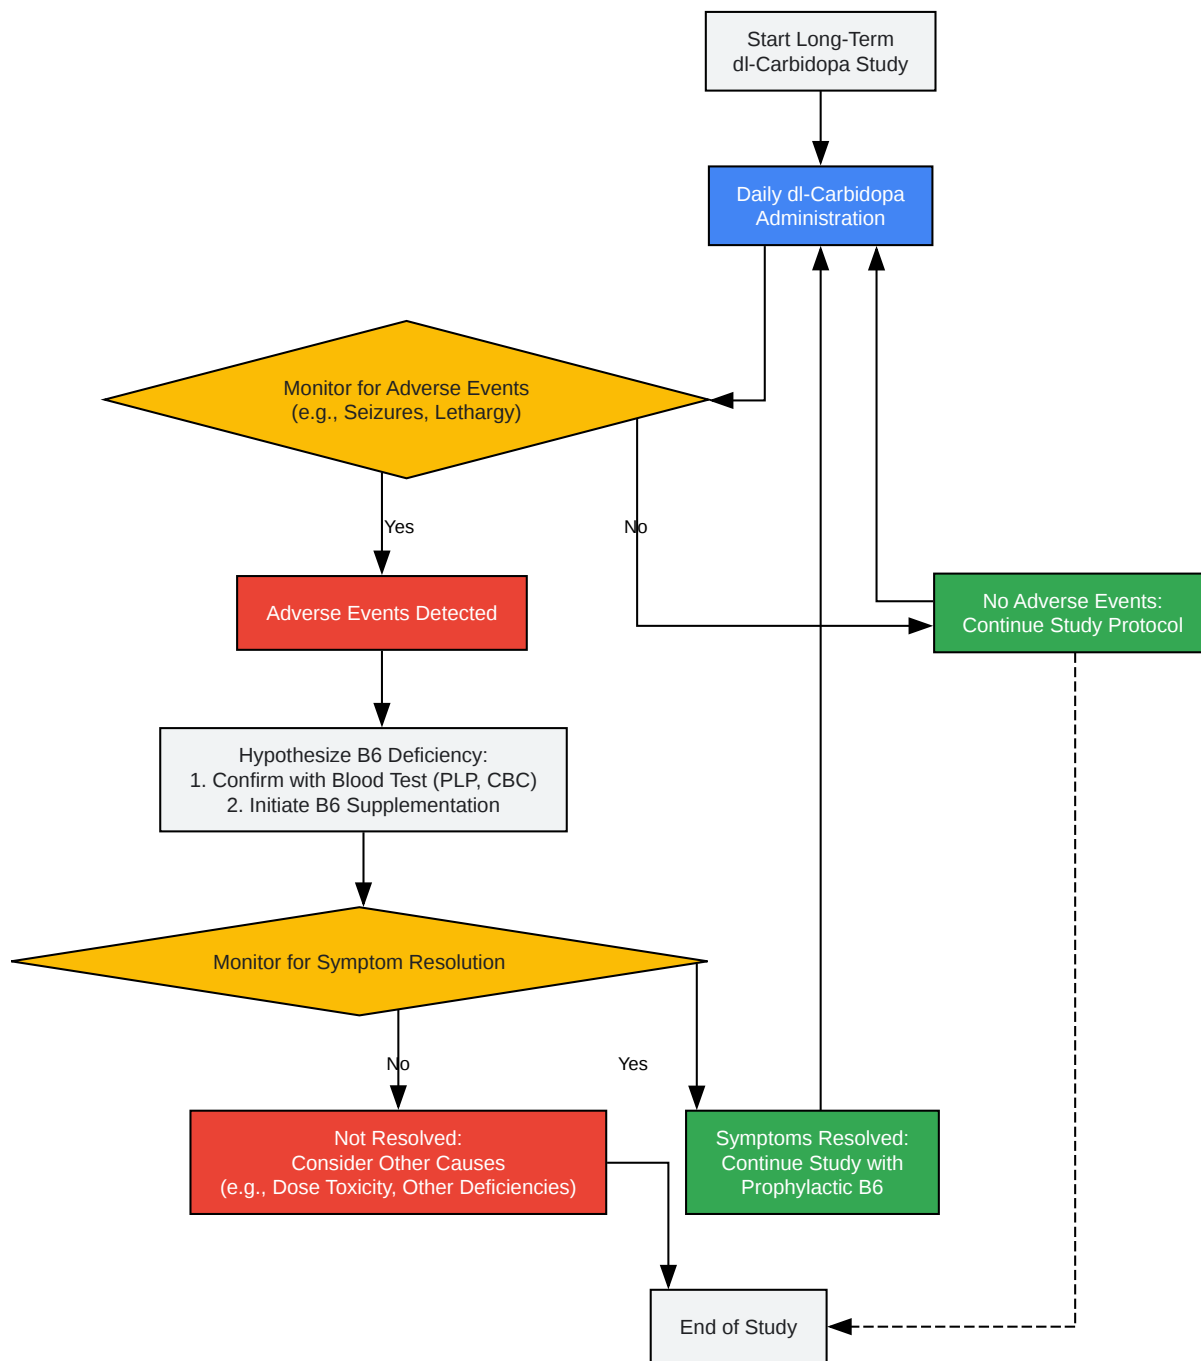 Start Long-Term
dl-Carbidopa Study
Daily dl-Carbidopa
Administration
Monitor for Adverse Events
(e.g., Seizures, Lethargy)
Yes
No
Adverse Events Detected
No Adverse Events:
Continue Study Protocol
Hypothesize B6 Deficiency:
1. Confirm with Blood Test (PLP, CBC)
2. Initiate B6 Supplementation
Monitor for Symptom Resolution
No
Yes
Not Resolved:
Consider Other Causes
(e.g., Dose Toxicity, Other Deficiencies)
Symptoms Resolved:
Continue Study with
Prophylactic B6
End of Study